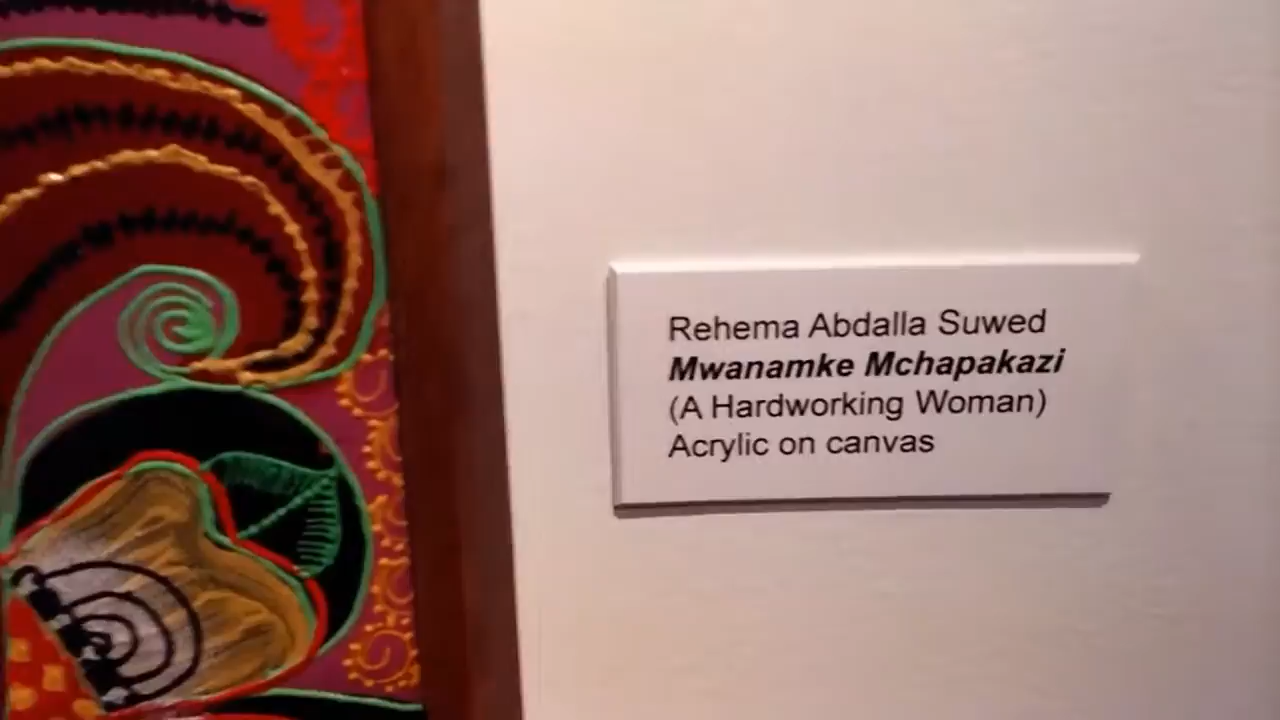 Rehema Abdalla Suwed
Mwanamke Mchapakazi
(A Hardworking Woman)
Acrylic on canvas